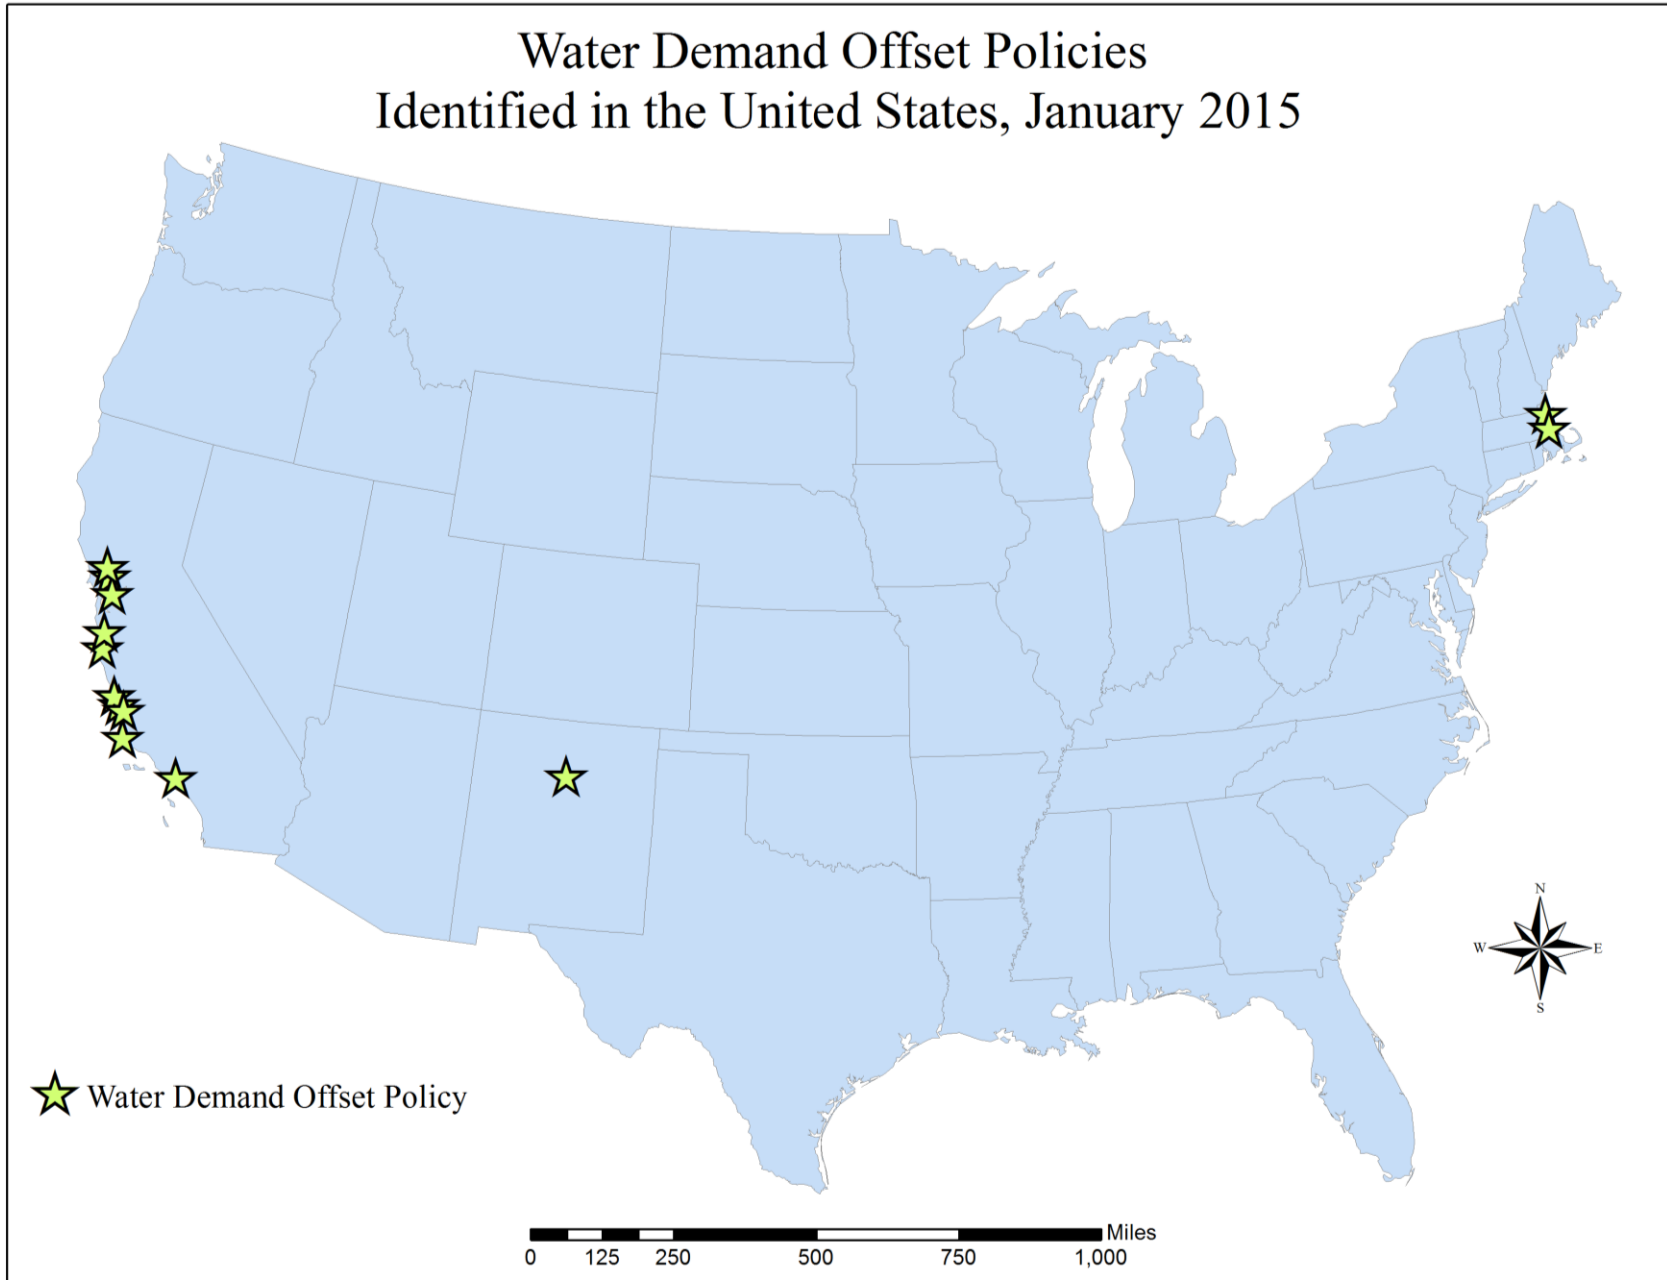 Water Demand Offset Policies
Identified in the United States, January 2015
N
W E
S
Water Demand Offset Policy
Miles
0 125 250 500 750 1,000